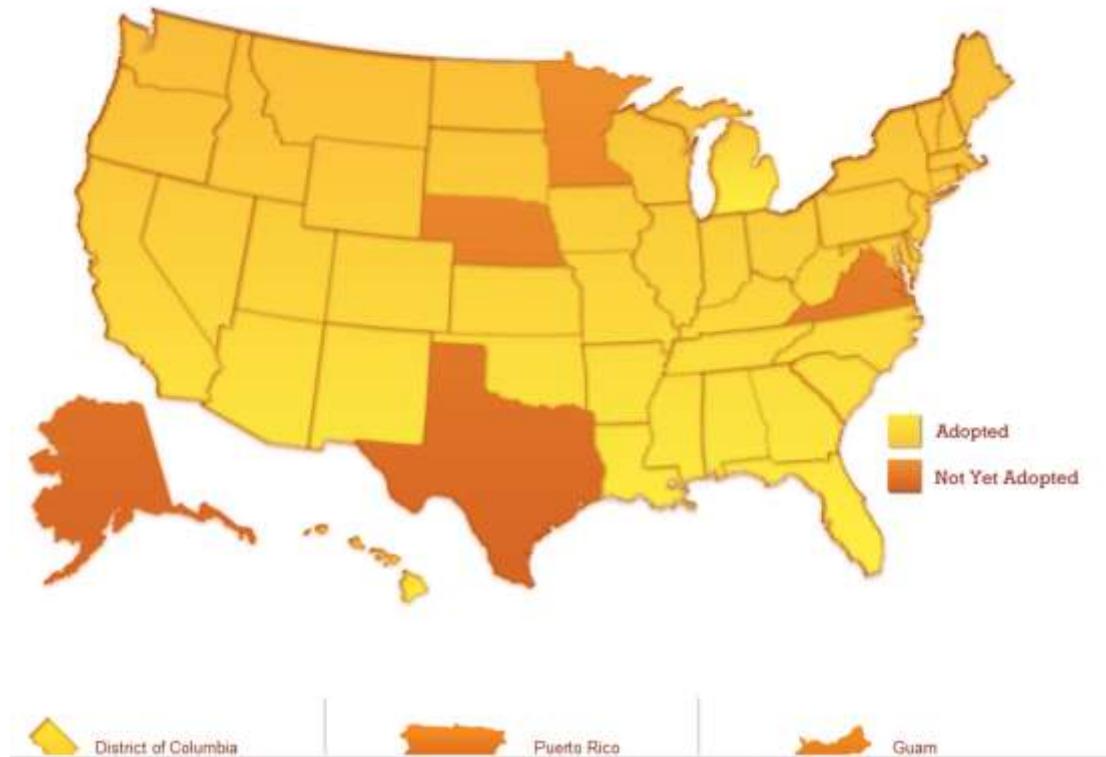 Adopted
Not Yet Adopted
District of Columbia
Puerto Rico
Guam